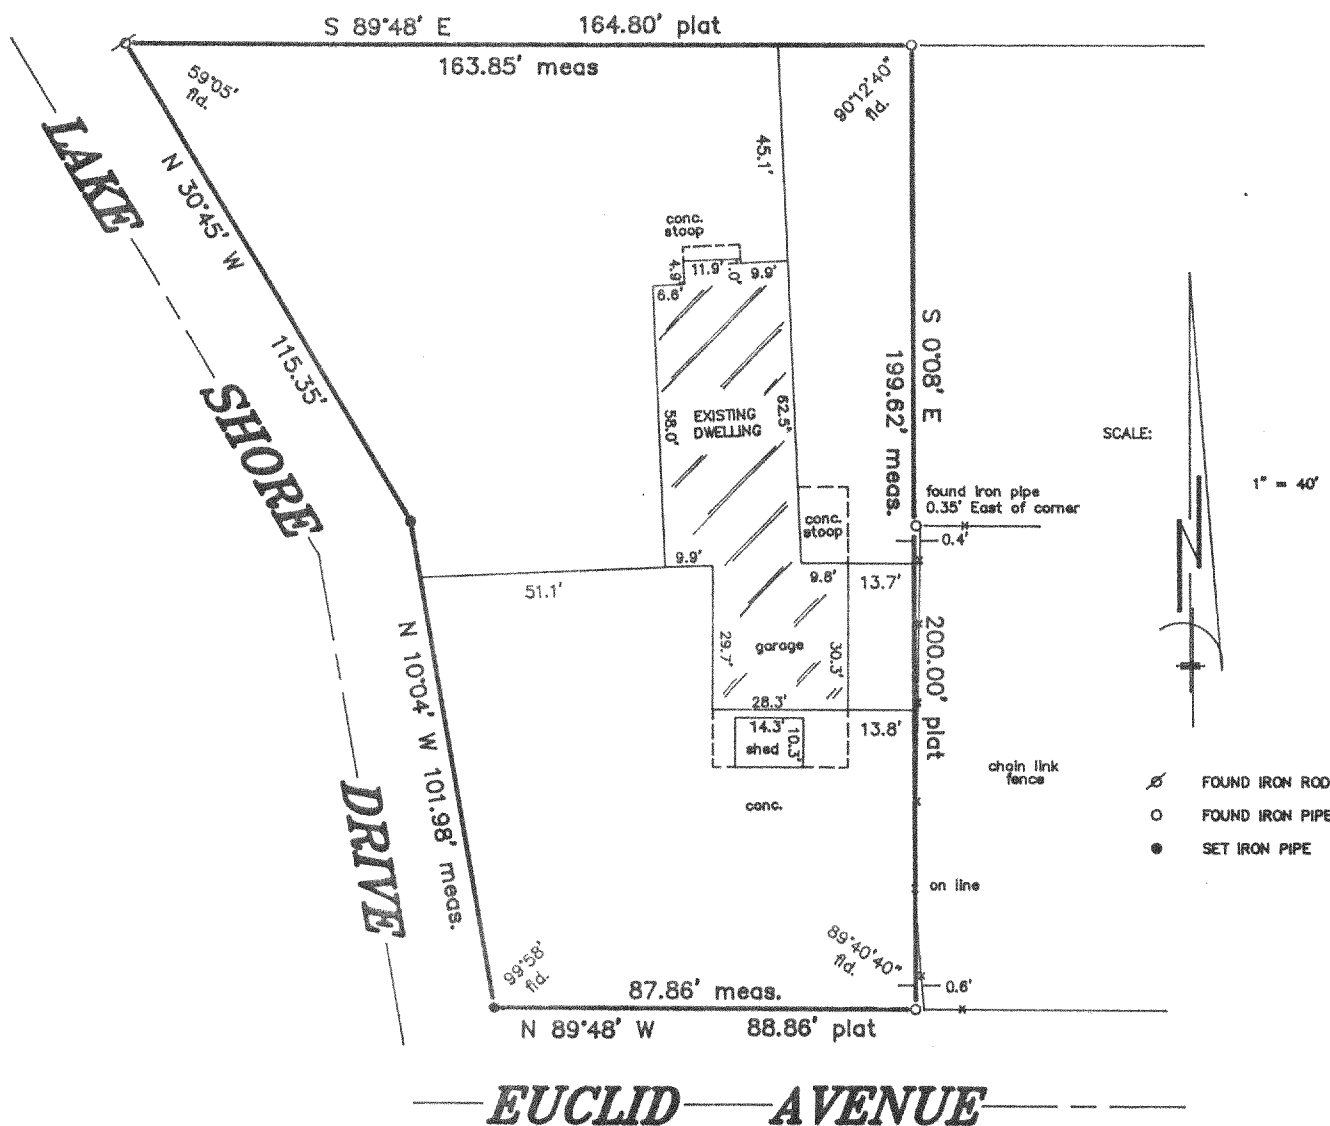 S 89°48' E 164.80' plat
163.85' meas
59°05'
fld.
90°12'40"
fld.
LAKE
SHORE
DRIVE
N 30°45' W
115.35'
45.1'
conc.
stoop
4.9'
11.9'
1.0'
9.9'
6.6'
S 0°08' E
199.62' meas.
58.0'
EXISTING
DWELLING
62.5'
SCALE:
1" = 40'
N
found iron pipe
0.35' East of corner
conc.
stoop
0.4'
9.9'
9.8'
13.7'
51.1'
N 10°04' W 101.98' meas.
29.7'
garage
30.3'
200.00' plat
28.3'
14.3'
shed
10.3'
13.8'
conc.
chain link
fence
FOUND IRON ROD
FOUND IRON PIPE
SET IRON PIPE
on line
99°58'
fld.
89°40'40"
fld.
0.6'
87.86' meas.
N 89°48' W 88.86' plat
EUCLID AVENUE